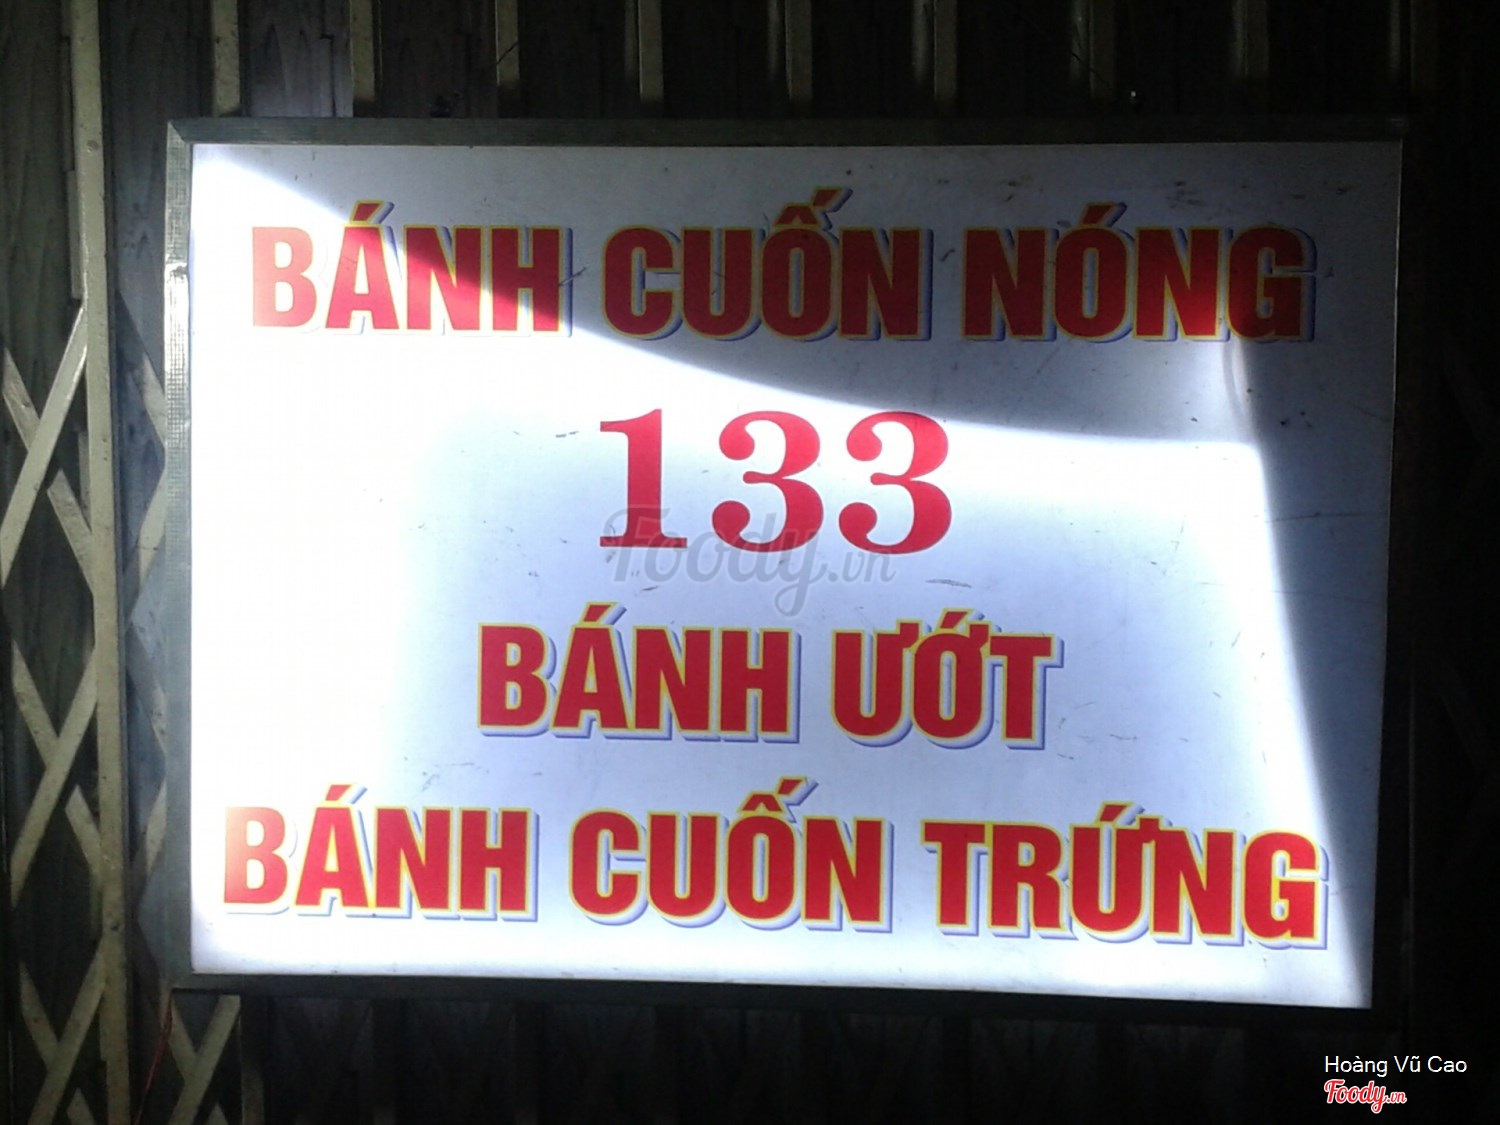 BÁNH CUỐN NÓNG
133
Foody.vn
BÁNH ƯỚT
BÁNH CUỐN TRỨNG
Hoàng Vũ Cao
Foody.vn